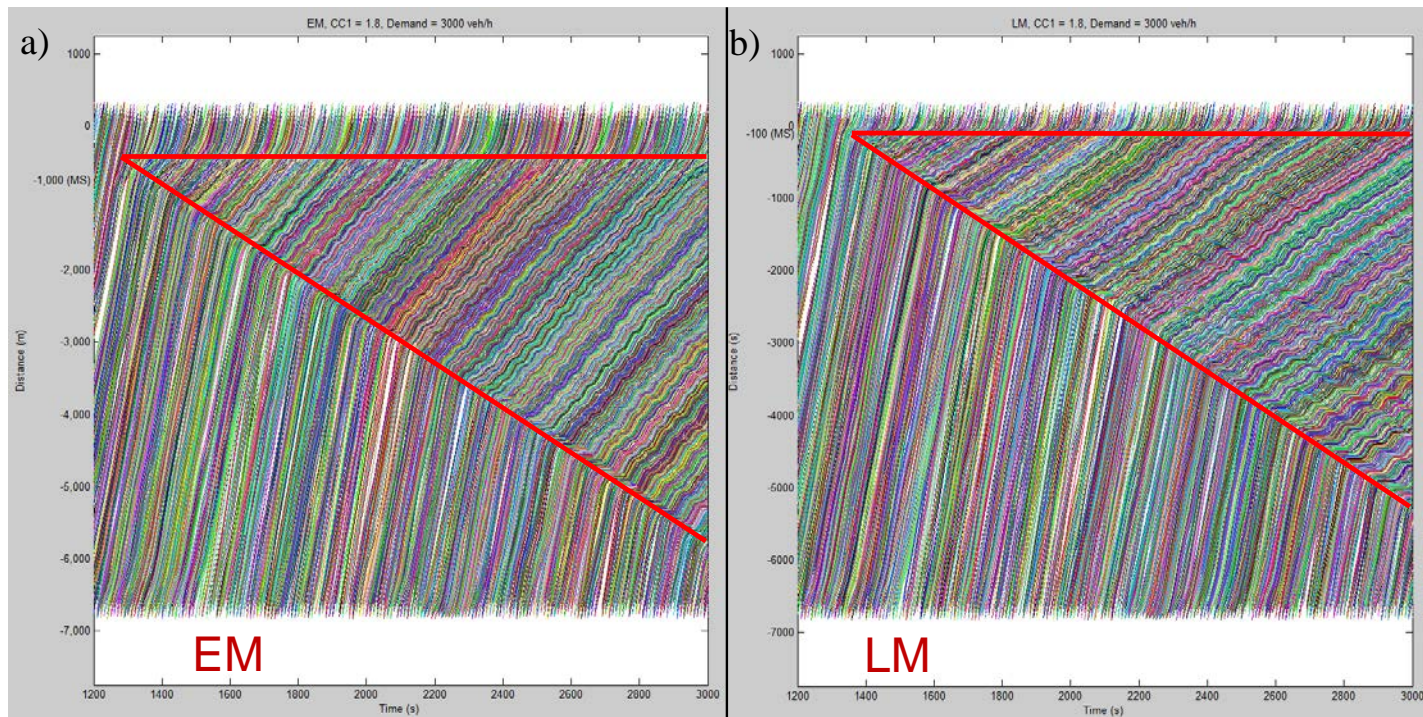 a)
EM, CC1 = 1.8, Demand = 3000 veh/h
1000
0
-1,000 (MS)
-2,000
-3,000
-4,000
-5,000
-6,000
-7,000
Distance (m)
1200 1400 1600 1800 2000 2200 2400 2600 2800 3000
Time (s)
EM
b)
LM, CC1 = 1.8, Demand = 3000 veh/h
1000
0
-100 (MS)
-1000
-2000
-3000
-4000
-5000
-6000
-7000
Distance (s)
1200 1400 1600 1800 2000 2200 2400 2600 2800 3000
Time (s)
LM